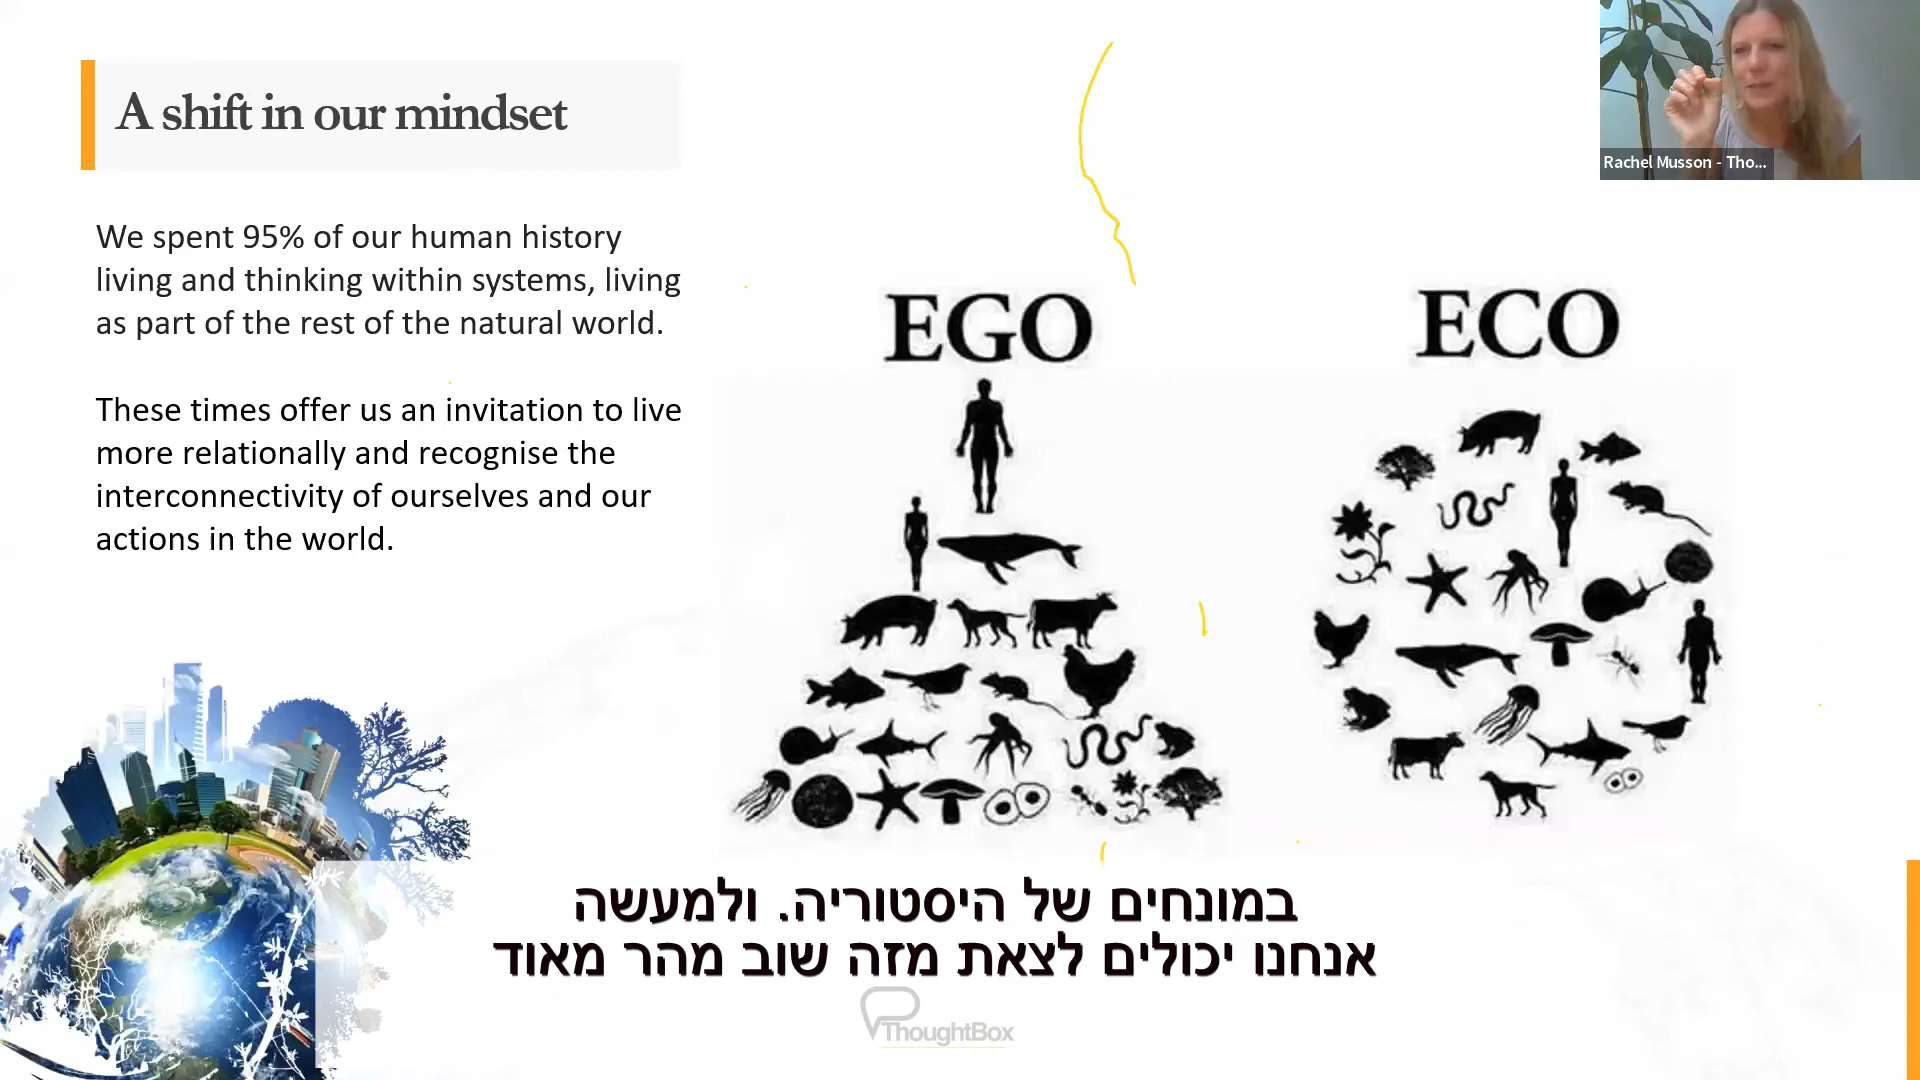 A shift in our mindset
Rachel Musson - Tho...
We spent 95% of our human history
living and thinking within systems, living
as part of the rest of the natural world.
These times offer us an invitation to live
more relationally and recognise the
interconnectivity of ourselves and our
actions in the world.
EGO
ECO
במונחים של היסטוריה. ולמעשה
אנחנו יכולים לצאת מזה שוב מהר מאוד
ThoughtBox